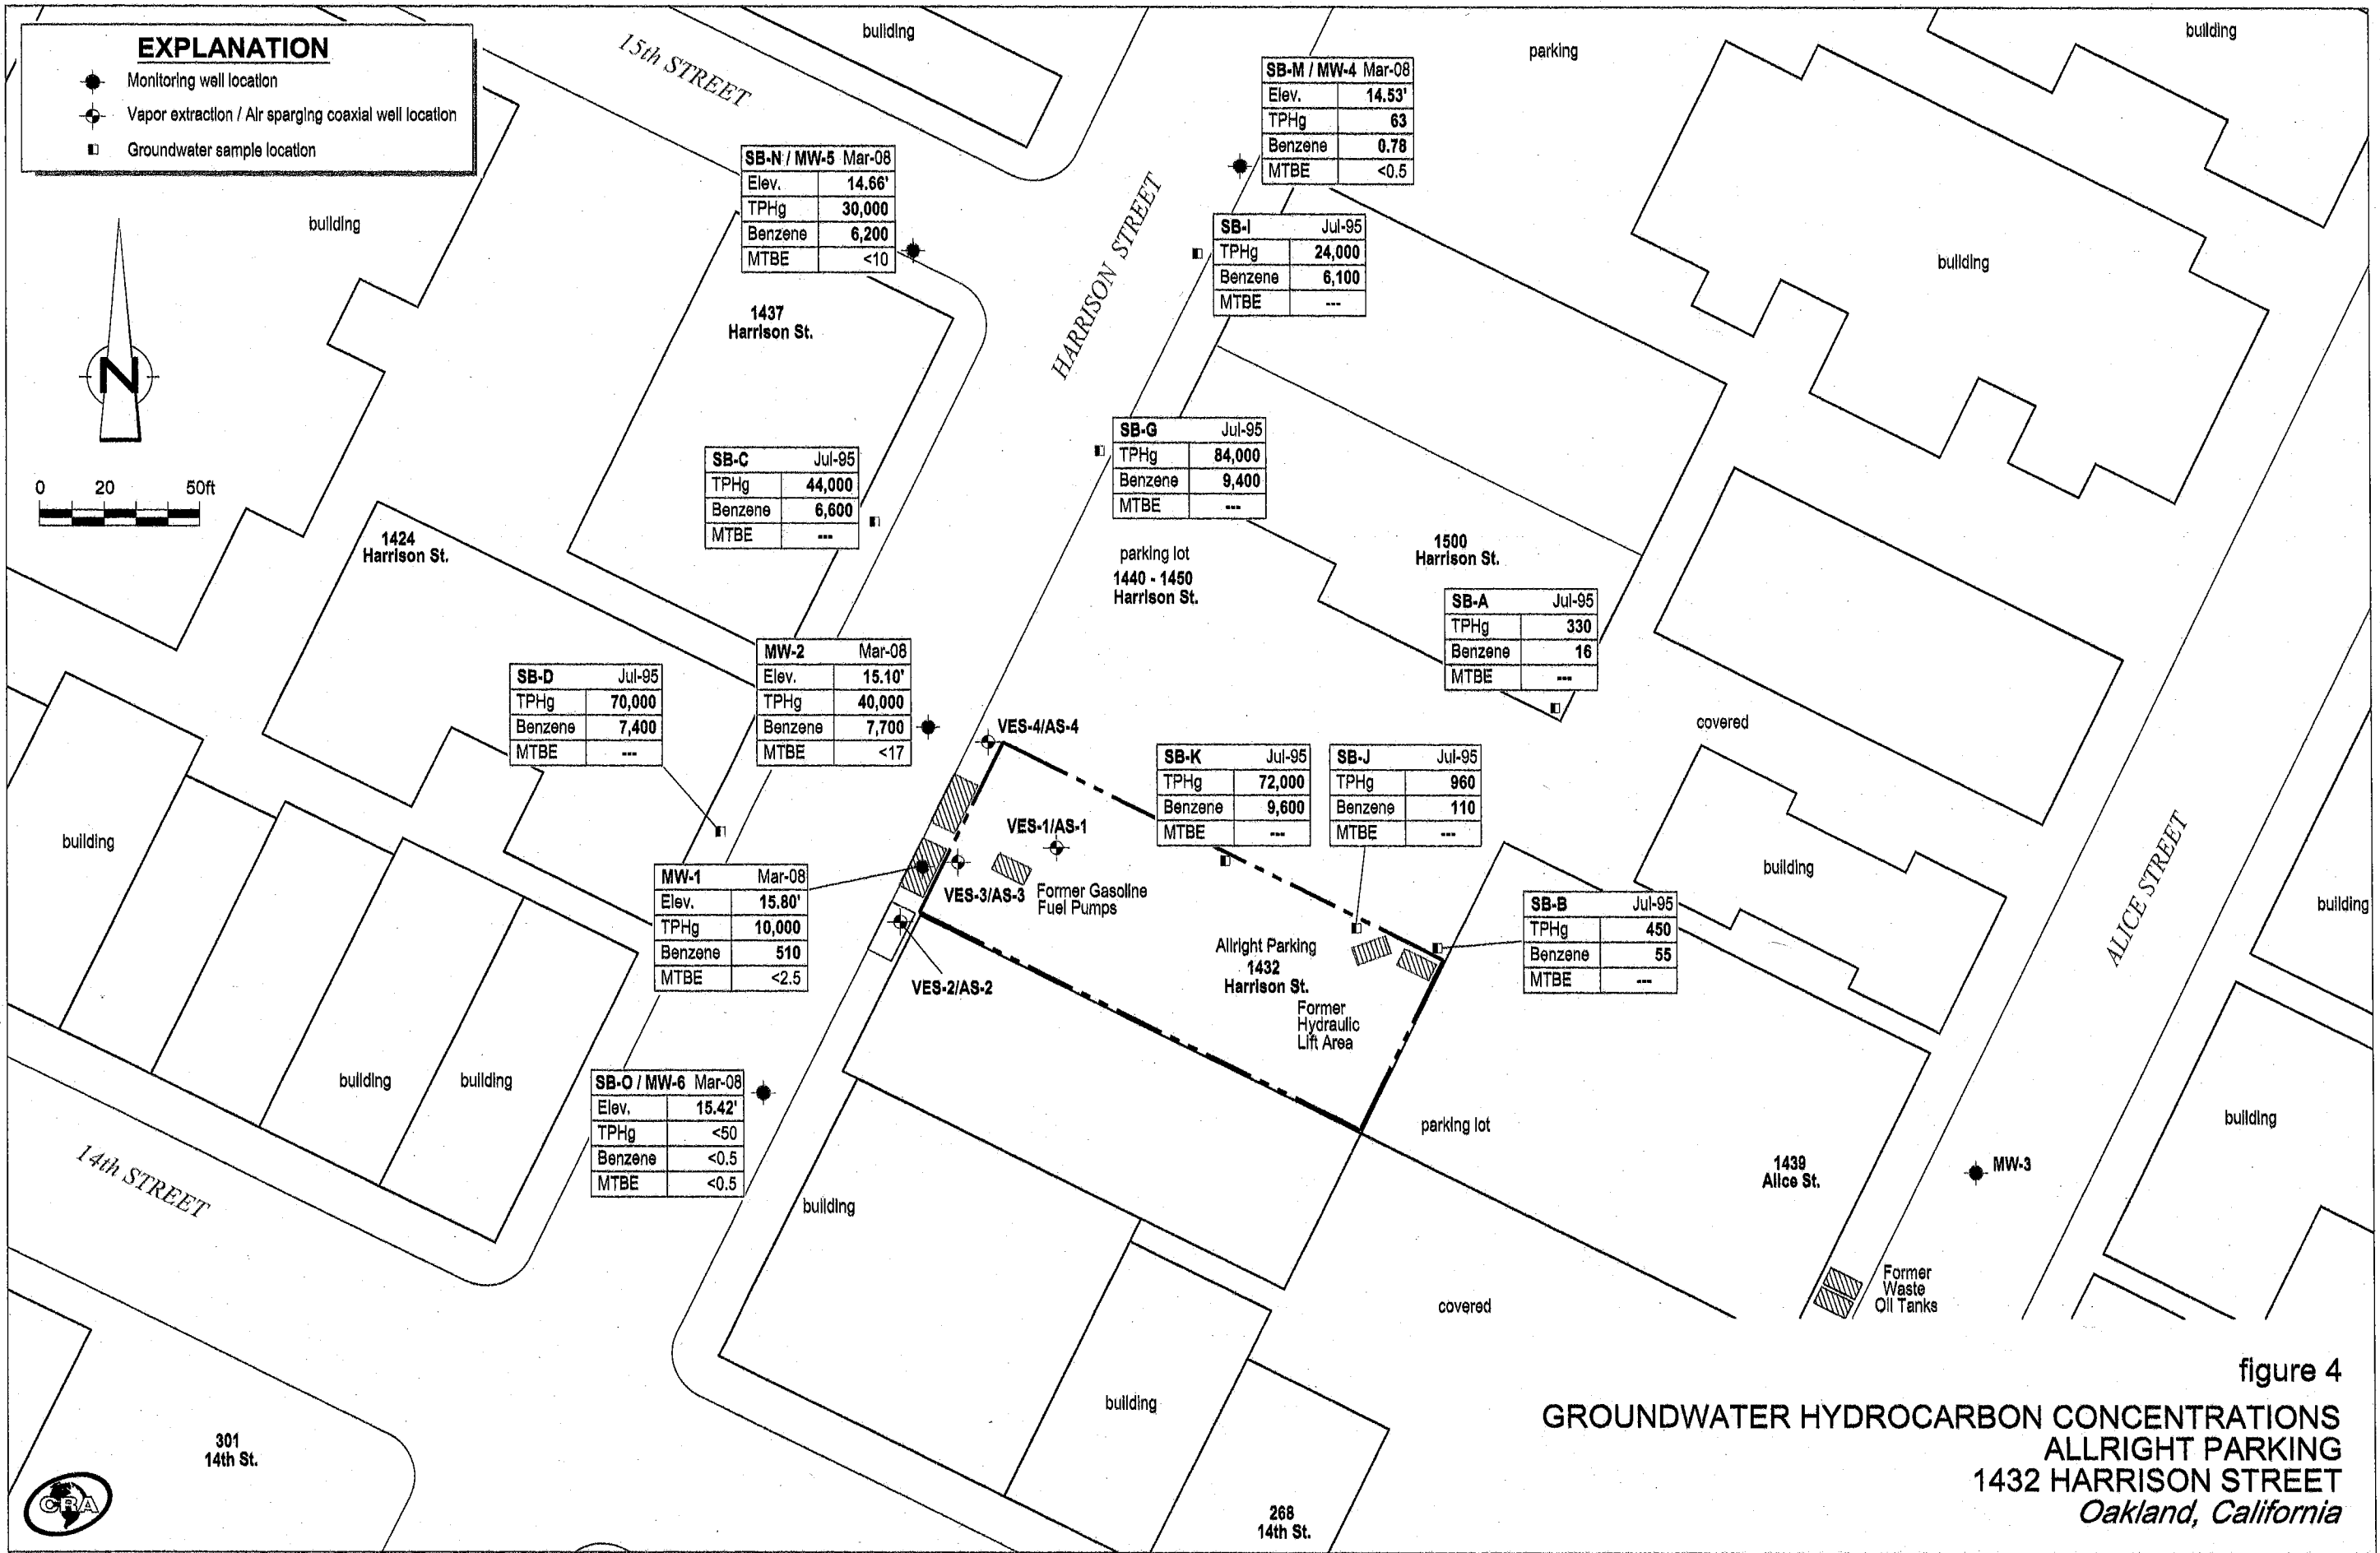 EXPLANATION
Monitoring well location
Vapor extraction / Air sparging coaxial well location
Groundwater sample location
15th STREET
building
parking
building
SB-M / MW-4 Mar-08
Elev. 14.53'
TPHg 63
Benzene 0.78
MTBE <0.5
SB-N / MW-5 Mar-08
Elev. 14.66'
TPHg 30,000
Benzene 6,200
MTBE <10
building
HARRISON STREET
SB-I Jul-95
TPHg 24,000
Benzene 6,100
MTBE ---
building
1437
Harrison St.
N
0 20 50ft
SB-C Jul-95
TPHg 44,000
Benzene 6,600
MTBE ---
SB-G Jul-95
TPHg 84,000
Benzene 9,400
MTBE ---
1424
Harrison St.
parking lot
1440 - 1450
Harrison St.
1500
Harrison St.
SB-A Jul-95
TPHg 330
Benzene 16
MTBE ---
SB-D Jul-95
TPHg 70,000
Benzene 7,400
MTBE ---
MW-2 Mar-08
Elev. 15.10'
TPHg 40,000
Benzene 7,700
MTBE <17
VES-4/AS-4
covered
SB-K Jul-95
TPHg 72,000
Benzene 9,600
MTBE ---
SB-J Jul-95
TPHg 960
Benzene 110
MTBE ---
building
VES-1/AS-1
building
ALICE STREET
building
MW-1 Mar-08
Elev. 15.80'
TPHg 10,000
Benzene 510
MTBE <2.5
VES-3/AS-3
Former Gasoline
Fuel Pumps
SB-B Jul-95
TPHg 450
Benzene 55
MTBE ---
VES-2/AS-2
Allright Parking
1432
Harrison St.
Former
Hydraulic
Lift Area
building
building
SB-O / MW-6 Mar-08
Elev. 15.42'
TPHg <50
Benzene <0.5
MTBE <0.5
parking lot
building
14th STREET
1439
Alice St.
MW-3
building
Former
Waste
Oil Tanks
covered
building
301
14th St.
268
14th St.
CRA
figure 4
GROUNDWATER HYDROCARBON CONCENTRATIONS
ALLRIGHT PARKING
1432 HARRISON STREET
Oakland, California